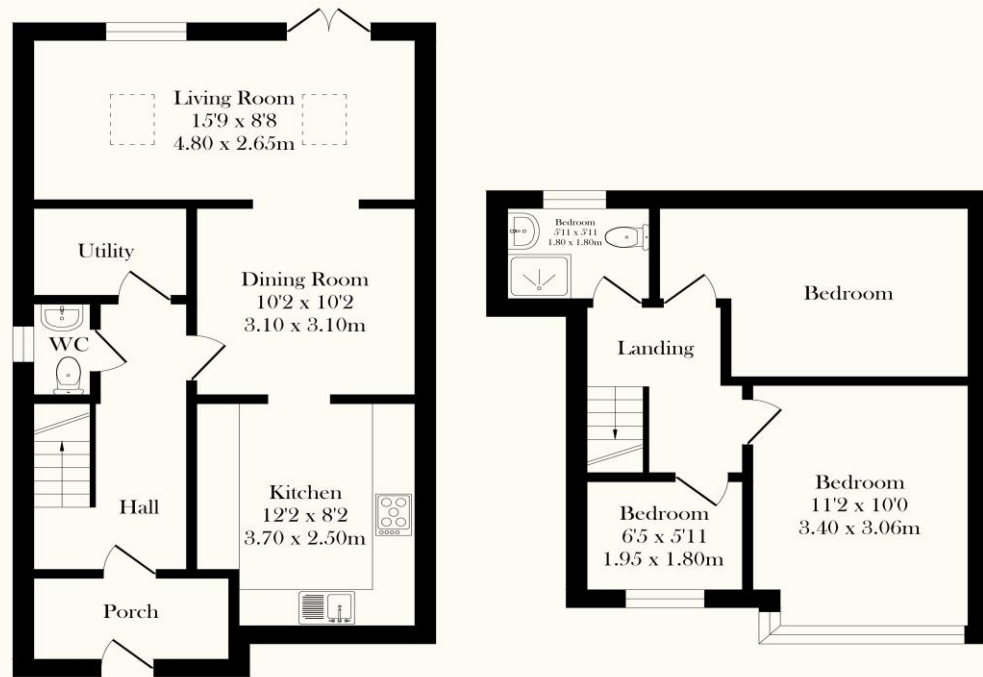 Living Room
15'9 x 8'8
4.80 x 2.65m
Utility
Dining Room
10'2 x 10'2
3.10 x 3.10m
WC
Hall
Kitchen
12'2 x 8'2
3.70 x 2.50m
Porch
Bedroom
5'11 x 5'11
1.80 x 1.80m
Bedroom
Landing
Bedroom
11'2 x 10'0
3.40 x 3.06m
Bedroom
6'5 x 5'11
1.95 x 1.80m